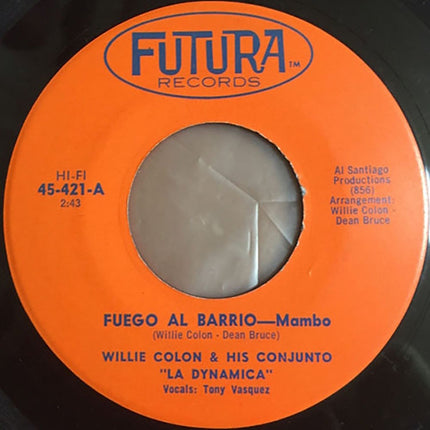 FUTURA TM
RECORDS
HI-FI
45-421-A
2:43
Al Santiago
Productions
(856)
Arrangement:
Willie Colon -
Dean Bruce
FUEGO AL BARRIO—Mambo
(Willie Colon - Dean Bruce)
WILLIE COLON & HIS CONJUNTO
"LA DYNAMICA"
Vocals: Tony Vasquez